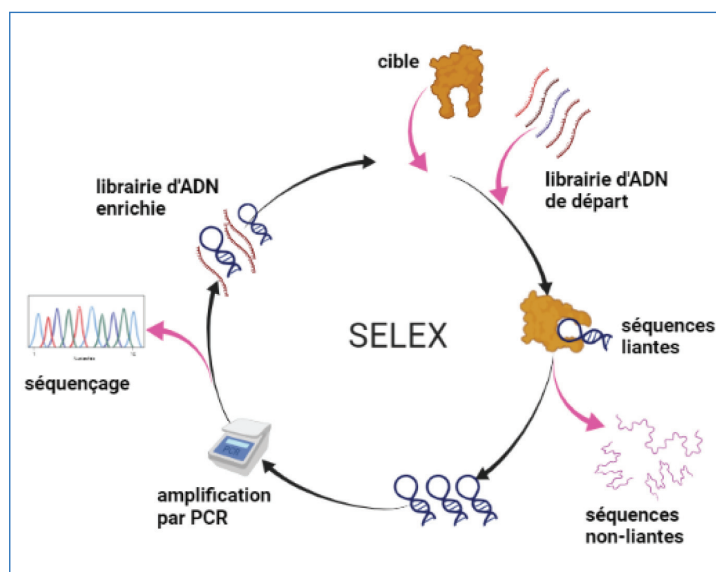 cible
librairie d'ADN
de départ
librairie d'ADN
enrichie
SELEX
séquences
liantes
séquençage
PCR
amplification
par PCR
séquences
non-liantes